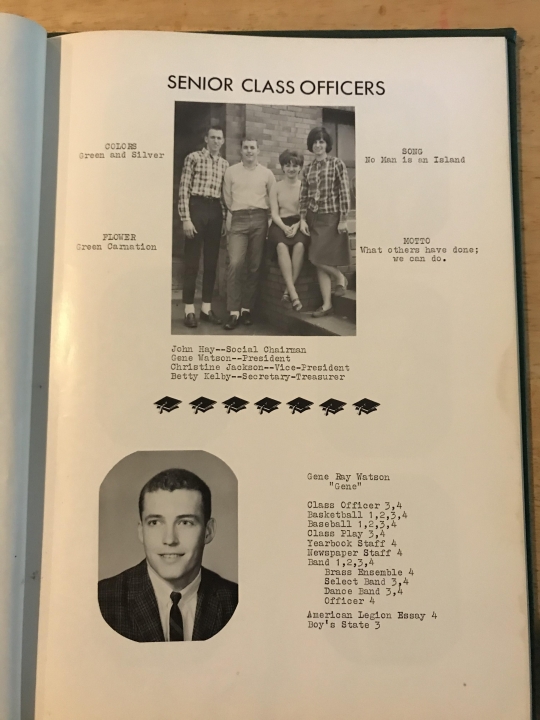 SENIOR CLASS OFFICERS
COLORS
Green and Silver
SONG
No Man is an Island
FLOWER
Green Carnation
MOTTO
What others have done;
we can do.
John Hay--Social Chairman
Gene Watson--President
Christine Jackson--Vice-President
Betty Kelby--Secretary-Treasurer
Gene Ray Watson
"Gene"
Class Officer 3,4
Basketball 1,2,3,4
Baseball 1,2,3,4
Class Play 3,4
Yearbook Staff 4
Newspaper Staff 4
Band 1,2,3,4
Brass Ensemble 4
Select Band 3,4
Dance Band 3,4
Officer 4
American Legion Essay 4
Boy's State 3